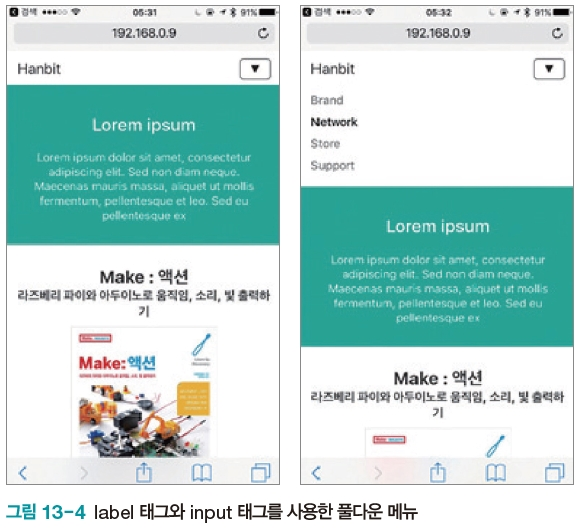 검색
05:31
91%
192.168.0.9
Hanbit
▼
Lorem ipsum
Lorem ipsum dolor sit amet, consectetur
adipiscing elit. Sed non diam neque.
Maecenas mauris massa, aliquet ut mollis
fermentum, pellentesque et leo. Sed eu
pellentesque ex
Make : 액션
라즈베리 파이와 아두이노로 움직임, 소리, 빛 출력하
기
Make:액션
검색
05:32
91%
192.168.0.9
Hanbit
▼
Brand
Network
Store
Support
Lorem ipsum
Lorem ipsum dolor sit amet, consectetur
adipiscing elit. Sed non diam neque.
Maecenas mauris massa, aliquet ut mollis
fermentum, pellentesque et leo. Sed eu
pellentesque ex
Make : 액션
라즈베리 파이와 아두이노로 움직임, 소리, 빛 출력하
기
그림 13-4 label 태그와 input 태그를 사용한 풀다운 메뉴